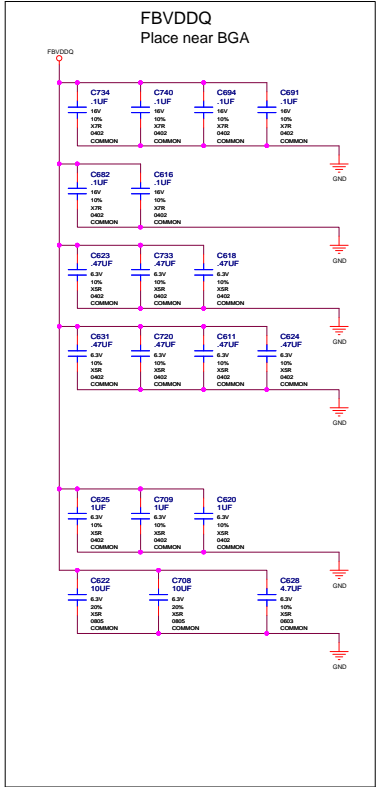 FBVDDQ
Place near BGA
FBVDDQ
C734 C740 C694 C691
.1UF .1UF .1UF .1UF
16V 16V 16V 16V
10% 10% 10% 10%
X7R X7R X7R X7R
0402 0402 0402 0402
COMMON COMMON COMMON COMMON
GND
C682 C616
.1UF .1UF
16V 16V
10% 10%
X7R X7R
0402 0402
COMMON COMMON
GND
C623 C733 C618
.47UF .47UF .47UF
6.3V 6.3V 6.3V
10% 10% 10%
X5R X5R X5R
0402 0402 0402
COMMON COMMON COMMON
GND
C631 C720 C611 C624
.47UF .47UF .47UF .47UF
6.3V 6.3V 6.3V 6.3V
10% 10% 10% 10%
X5R X5R X5R X5R
0402 0402 0402 0402
COMMON COMMON COMMON COMMON
GND
C625 C709 C620
1UF 1UF 1UF
6.3V 6.3V 6.3V
10% 10% 10%
X5R X5R X5R
0402 0402 0402
COMMON COMMON COMMON
GND
C622 C708 C628
10UF 10UF 4.7UF
6.3V 6.3V 6.3V
20% 20% 10%
X5R X5R X5R
0805 0805 0603
COMMON COMMON COMMON
GND